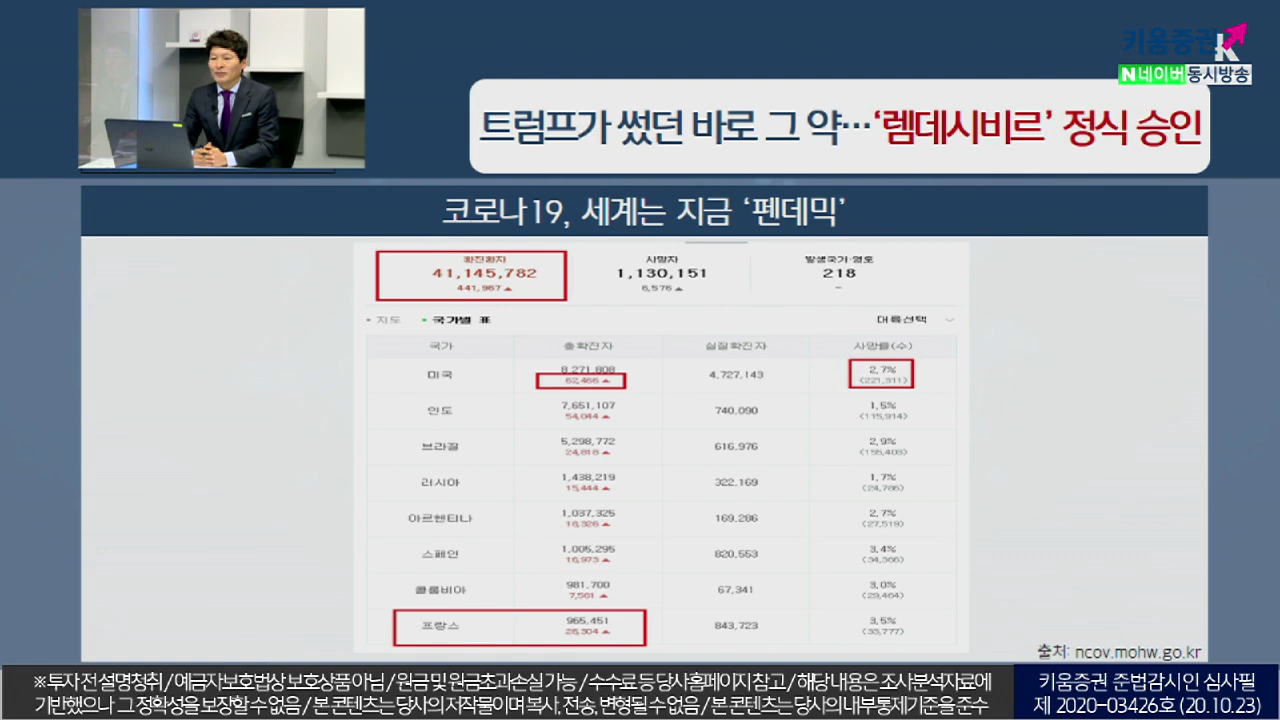 키움증권
N 네이버 동시방송
트럼프가 썼던 바로 그 약…‘렘데시비르’ 정식 승인
코로나19, 세계는 지금 ‘펜데믹’
확진환자 사망자 발생국가·영토
41,145,782 1,130,151 218
441,967▲ 6,576▲ -
지도 국가별 표 대륙선택
국가 총확진자 실질확진자 사망률(수)
미국 8,271,808 4,727,143 2.7%
62,466▲ (221,311)
인도 7,651,107 740,090 1.5%
54,044▲ (115,914)
브라질 5,298,772 616,976 2.9%
24,818▲ (155,403)
러시아 1,438,219 322,169 1.7%
15,444▲ (24,786)
아르헨티나 1,037,325 169,286 2.7%
18,326▲ (27,519)
스페인 1,005,295 820,553 3.4%
16,973▲ (34,366)
콜롬비아 981,700 67,341 3.0%
7,561▲ (29,464)
프랑스 965,451 843,723 3.5%
26,304▲ (33,777)
출처: ncov.mohw.go.kr
※ 투자 전 설명청취 / 예금자보호법상 보호상품 아님 / 원금 및 원금초과손실 가능 / 수수료 등 당사홈페이지 참고 / 해당 내용은 조사분석자료에
기반했으나 그 정확성을 보장할 수 없음 / 본 콘텐츠는 당사의 저작물이며 복사, 전송, 변형될 수 없음 / 본 콘텐츠는 당사의 내부통제기준을 준수
키움증권 준법감시인 심사필
제 2020-03426호 (20.10.23)